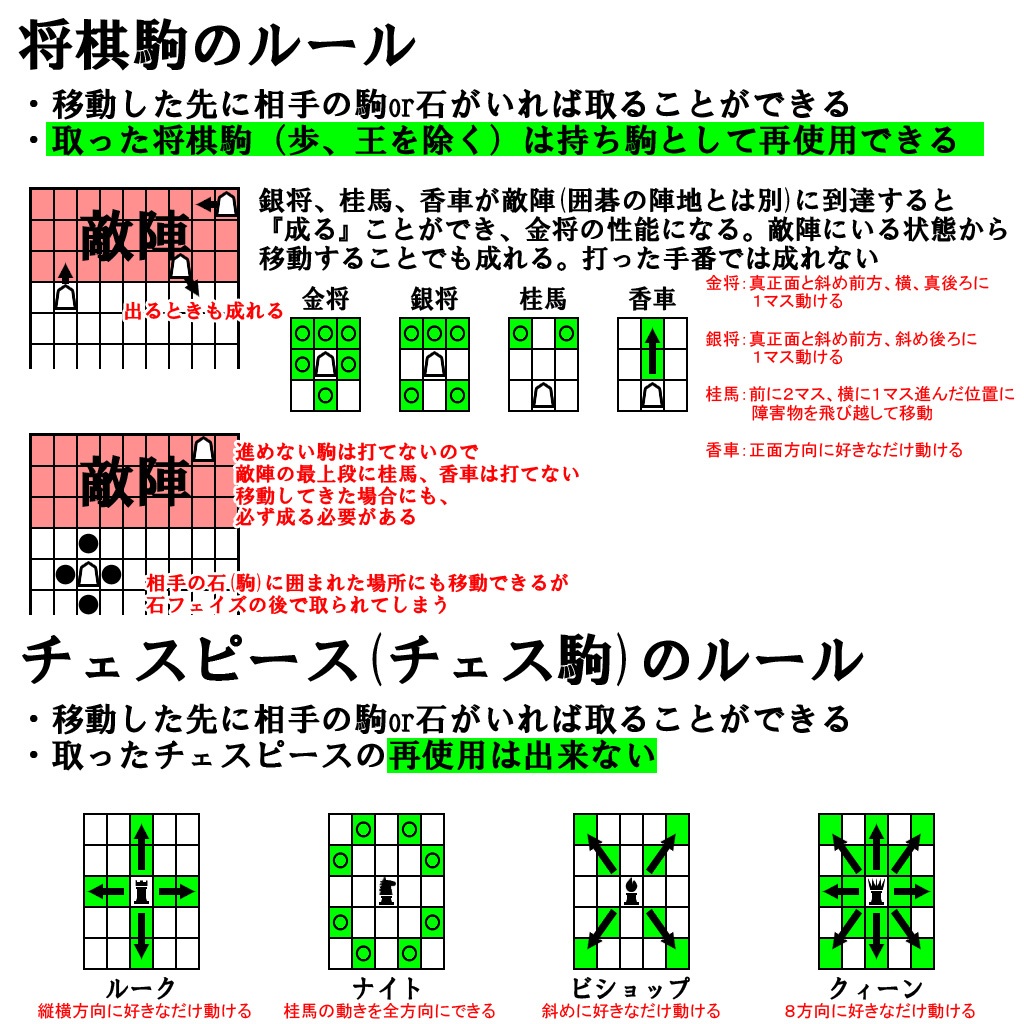 将棋駒のルール
・移動した先に相手の駒or石がいれば取ることができる
・取った将棋駒（歩、王を除く）は持ち駒として再使用できる
敵陣
出るときも成れる
銀将、桂馬、香車が敵陣(囲碁の陣地とは別)に到達すると
『成る』ことができ、金将の性能になる。敵陣にいる状態から
移動することでも成れる。打った手番では成れない
金将
銀将
桂馬
香車
金将：真正面と斜め前方、横、真後ろに
１マス動ける
銀将：真正面と斜め前方、斜め後ろに
１マス動ける
桂馬：前に２マス、横に１マス進んだ位置に
障害物を飛び越して移動
香車：正面方向に好きなだけ動ける
敵陣
進めない駒は打てないので
敵陣の最上段に桂馬、香車は打てない
移動してきた場合にも、
必ず成る必要がある
相手の石(駒)に囲まれた場所にも移動できるが
石フェイズの後で取られてしまう
チェスピース(チェス駒)のルール
・移動した先に相手の駒or石がいれば取ることができる
・取ったチェスピースの再使用は出来ない
ルーク
縦横方向に好きなだけ動ける
ナイト
桂馬の動きを全方向にできる
ビショップ
斜めに好きなだけ動ける
クィーン
８方向に好きなだけ動ける